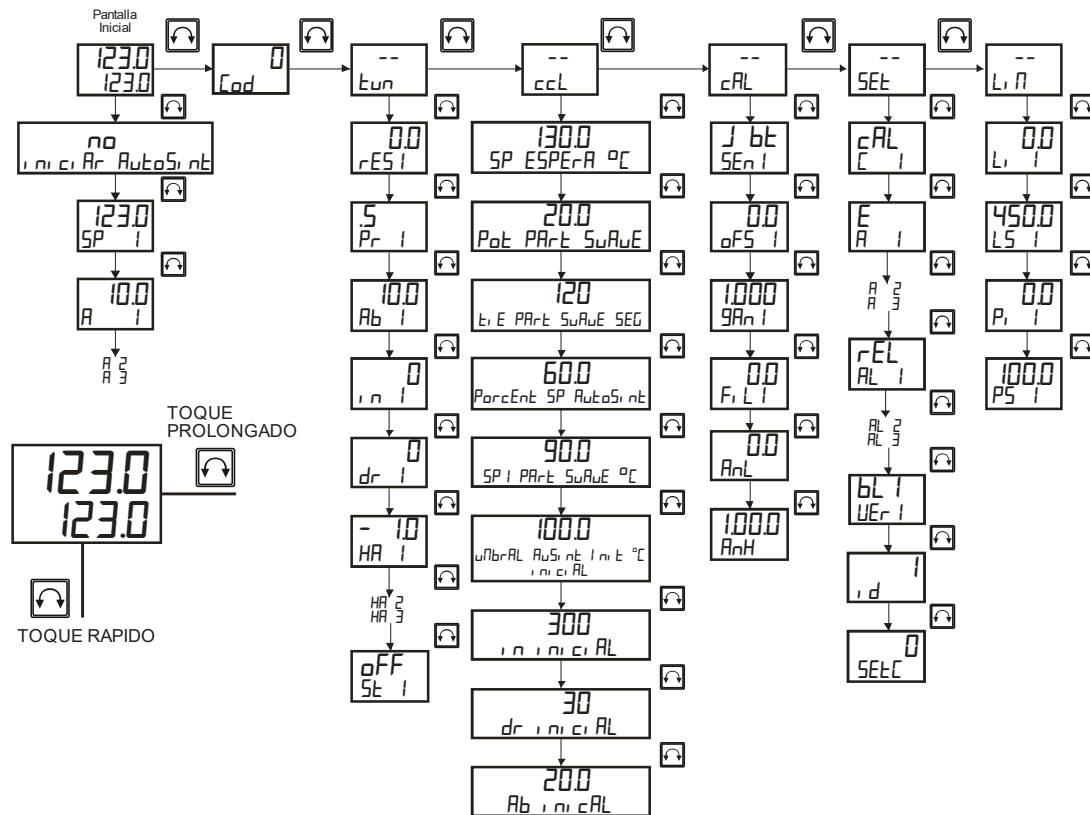 Pantalla
Inicial
123.0
123.0
no
iniciAr AutoSint
123.0
SP 1
10.0
A 1
A 2
A 3
123.0
123.0
TOQUE
PROLONGADO
TOQUE RAPIDO
0
Cod
--
tun
0.0
rES1
.5
Pr 1
10.0
Ab 1
0
in 1
0
dr 1
- 1.0
HA 1
HA 2
HA 3
oFF
St 1
--
ccL
130.0
SP ESPErA ºC
20.0
Pot PArt SuAuE
120
tiE PArt SuAuE SEG
60.0
PorcEnt SP AutoSint
90.0
SP1 PArt SuAuE ºC
100.0
uMbrAL AuSint Init ºC
iniciAL
300
in iniciAL
30
dr iniciAL
20.0
Ab inicAL
--
cAL
J bt
SEn1
0.0
oFS 1
1.000
gAn1
0.0
FiL1
0.0
AnL
100.0
AnH
--
SEt
cAL
C 1
E
A 1
A 2
A 3
rEL
AL 1
AL 2
AL 3
bL 1
UEr1
1
id
0
SEtC
--
LiM
0.0
Li 1
450.0
LS 1
0.0
Pi 1
100.0
PS 1